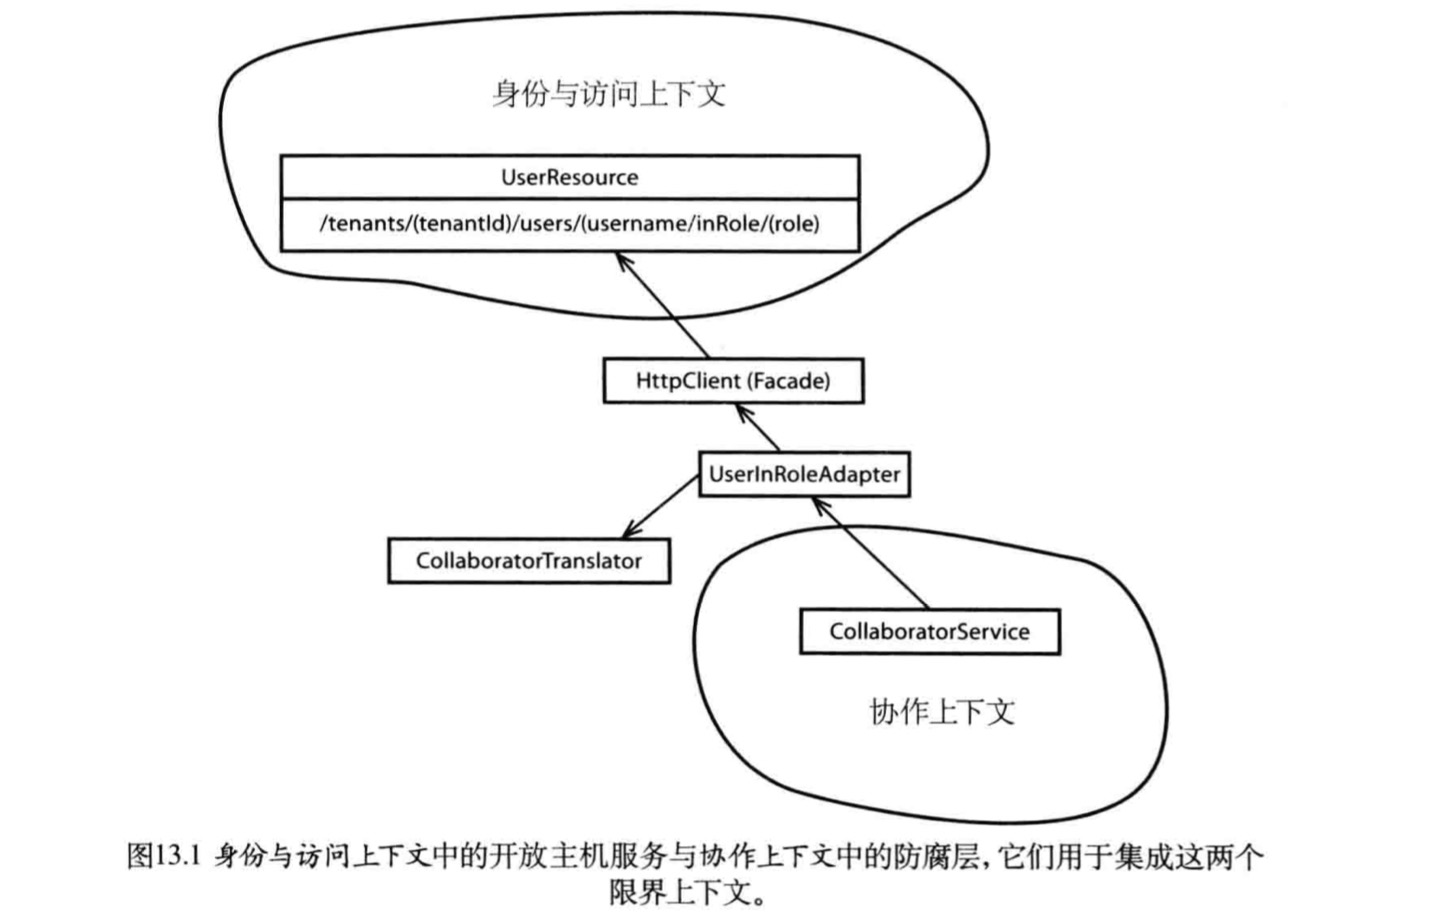 身份与访问上下文
UserResource
/tenants/(tenantId)/users/(username/inRole/(role)
HttpClient (Facade)
UserInRoleAdapter
CollaboratorTranslator
CollaboratorService
协作上下文
图13.1 身份与访问上下文中的开放主机服务与协作上下文中的防腐层,它们用于集成这两个
限界上下文。